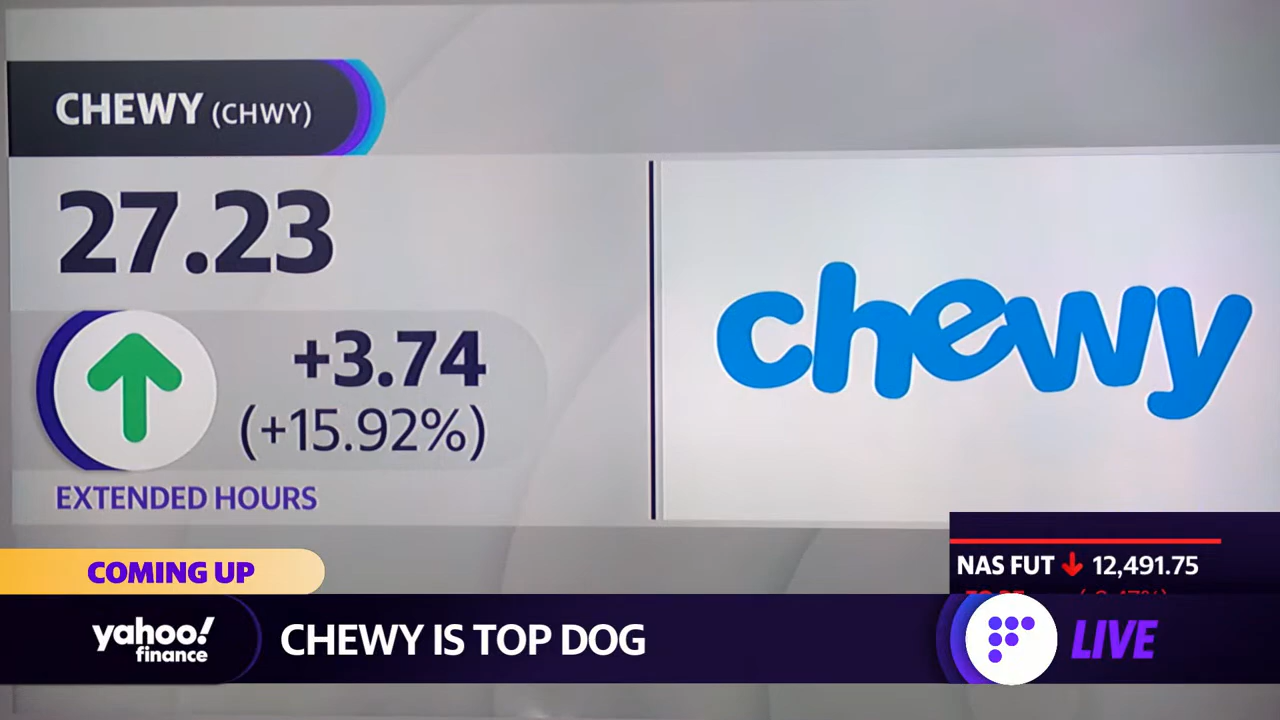 CHEWY (CHWY)
27.23
+3.74
(+15.92%)
EXTENDED HOURS
chewy
COMING UP
NAS FUT 12,491.75
yahoo!
finance
CHEWY IS TOP DOG
LIVE